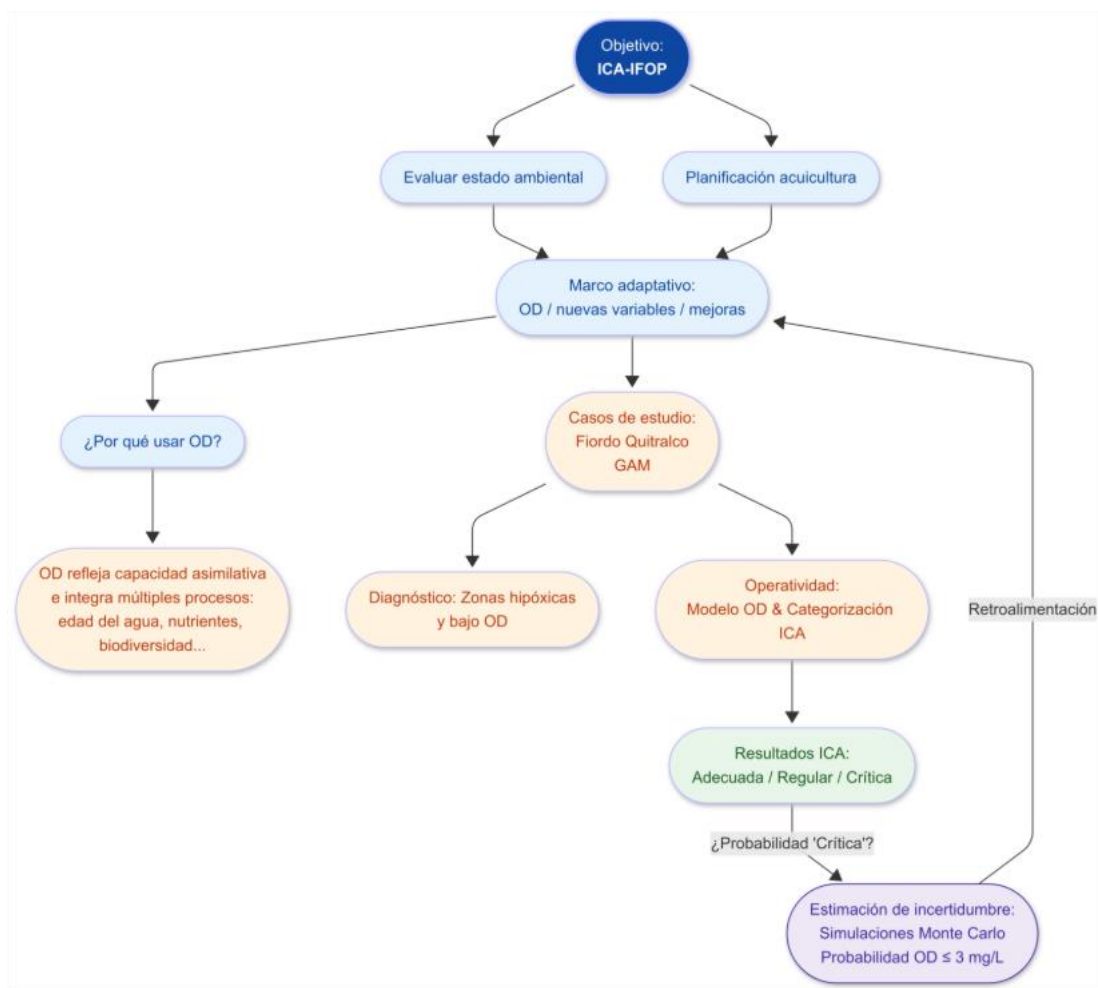 Objetivo:
ICA-IFOP
Evaluar estado ambiental
Planificación acuicultura
Marco adaptativo:
OD / nuevas variables / mejoras
¿Por qué usar OD?
Casos de estudio:
Fiordo Quitralco
GAM
OD refleja capacidad asimilativa
e integra múltiples procesos:
edad del agua, nutrientes,
biodiversidad...
Diagnóstico: Zonas hipóxicas
y bajo OD
Operatividad:
Modelo OD & Categorización
ICA
Retroalimentación
Resultados ICA:
Adecuada / Regular / Crítica
¿Probabilidad 'Crítica'?
Estimación de incertidumbre:
Simulaciones Monte Carlo
Probabilidad OD ≤ 3 mg/L